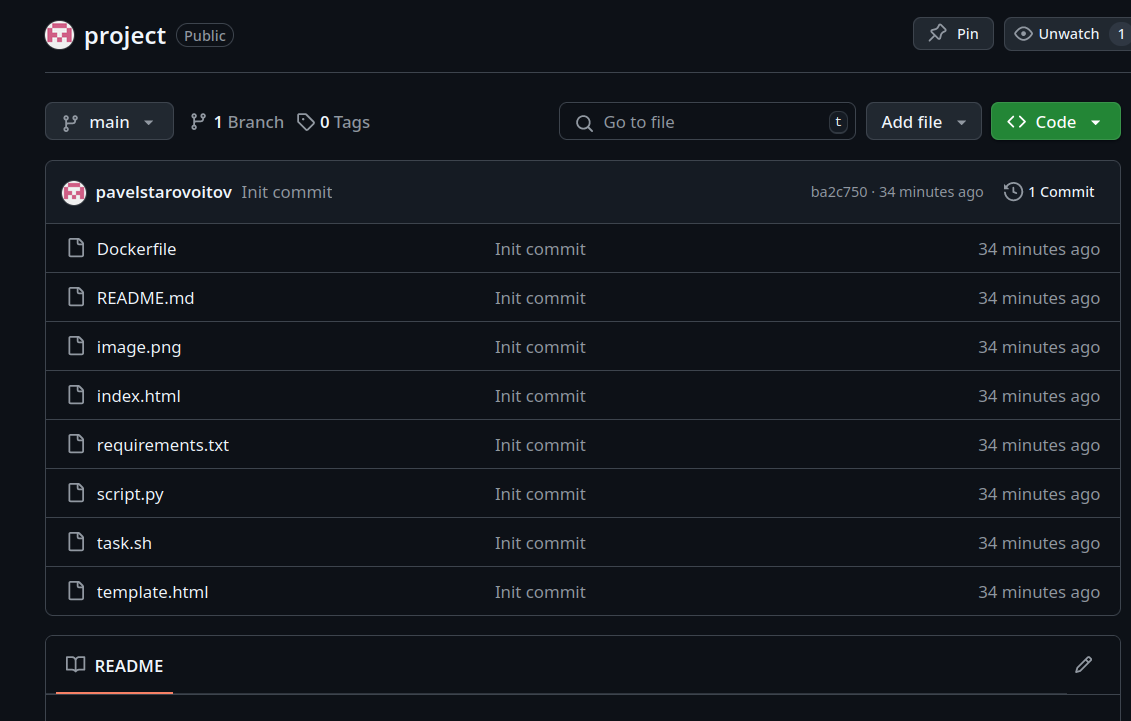 project Public Pin Unwatch 1
main 1 Branch 0 Tags Go to file t Add file Code
pavelstarovoitov Init commit ba2c750 · 34 minutes ago 1 Commit
Dockerfile Init commit 34 minutes ago
README.md Init commit 34 minutes ago
image.png Init commit 34 minutes ago
index.html Init commit 34 minutes ago
requirements.txt Init commit 34 minutes ago
script.py Init commit 34 minutes ago
task.sh Init commit 34 minutes ago
template.html Init commit 34 minutes ago
README